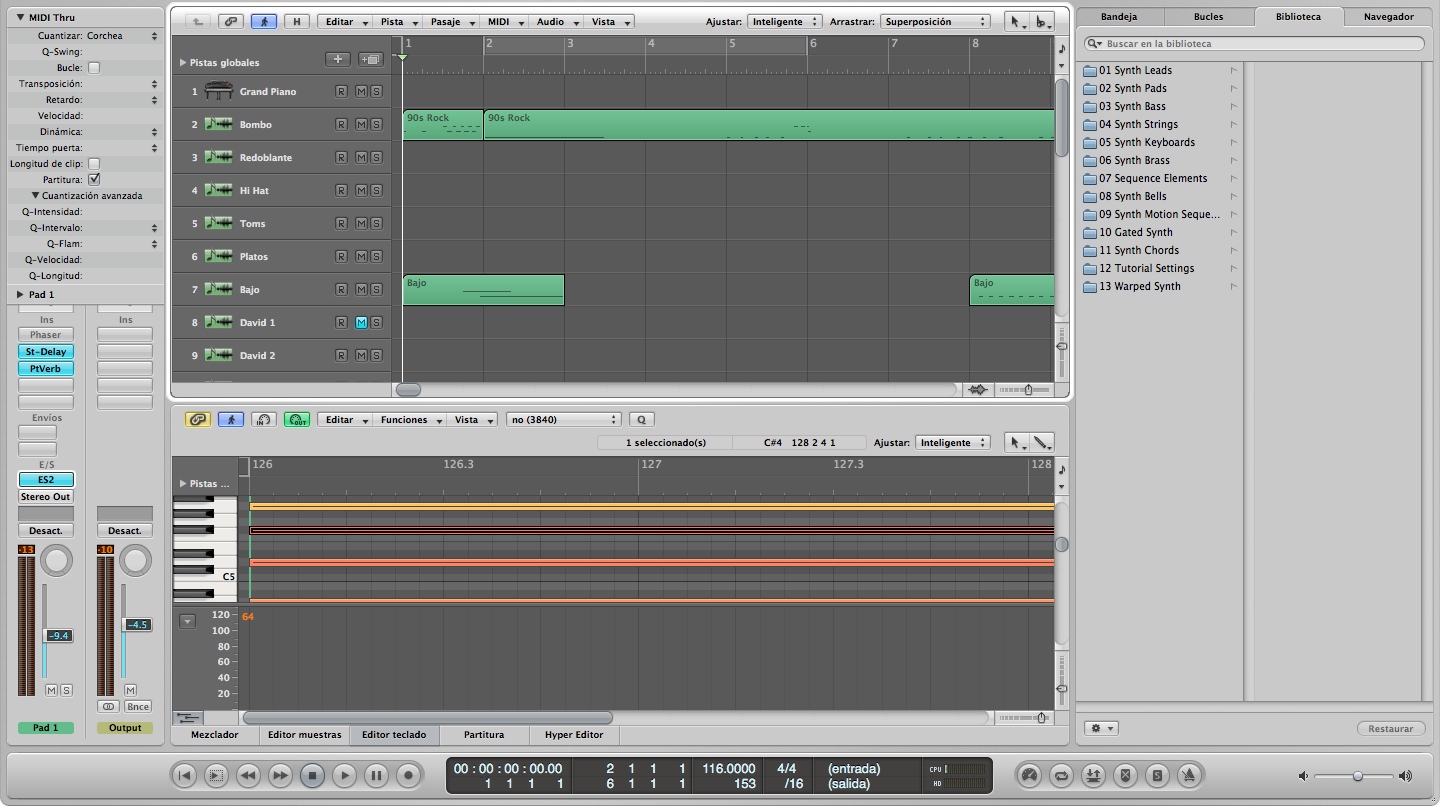 MIDI Thru
Cuantizar: Corchea
Q-Swing:
Bucle:
Transposición:
Retardo:
Velocidad:
Dinámica:
Tiempo puerta:
Longitud de clip:
Partitura:
Cuantización avanzada
Q-Intensidad:
Q-Intervalo:
Q-Flam:
Q-Velocidad:
Q-Longitud:
Pad 1
Ins Ins
Phaser
St-Delay
PtVerb
Envíos
E/S
ES2
Stereo Out
Desact. Desact.
-13 -10
-9.4 -4.5
M S M
Bnce
Pad 1 Output
H Editar Pista Pasaje MIDI Audio Vista Ajustar: Inteligente Arrastrar: Superposición
1 2 3 4 5 6 7 8
Pistas globales
1 Grand Piano R M S
2 Bombo R M S 90s Rock 90s Rock
3 Redoblante R M S
4 Hi Hat R M S
5 Toms R M S
6 Platos R M S
7 Bajo R M S Bajo Bajo
8 David 1 R M S
9 David 2 R M S
IN OUT Editar Funciones Vista no (3840) Q
1 seleccionado(s) C#4 128 2 4 1 Ajustar: Inteligente
126 126.3 127 127.3 128
Pistas ...
C5
120 64
100
80
60
40
20
Mezclador Editor muestras Editor teclado Partitura Hyper Editor
Bandeja Bucles Biblioteca Navegador
Buscar en la biblioteca
01 Synth Leads
02 Synth Pads
03 Synth Bass
04 Synth Strings
05 Synth Keyboards
06 Synth Brass
07 Sequence Elements
08 Synth Bells
09 Synth Motion Seque...
10 Gated Synth
11 Synth Chords
12 Tutorial Settings
13 Warped Synth
Restaurar
00 : 00 : 00 : 00.00 2 1 1 1 116.0000 4/4 (entrada) CPU
1 1 1 1 6 1 1 1 153 /16 (salida) HD
S